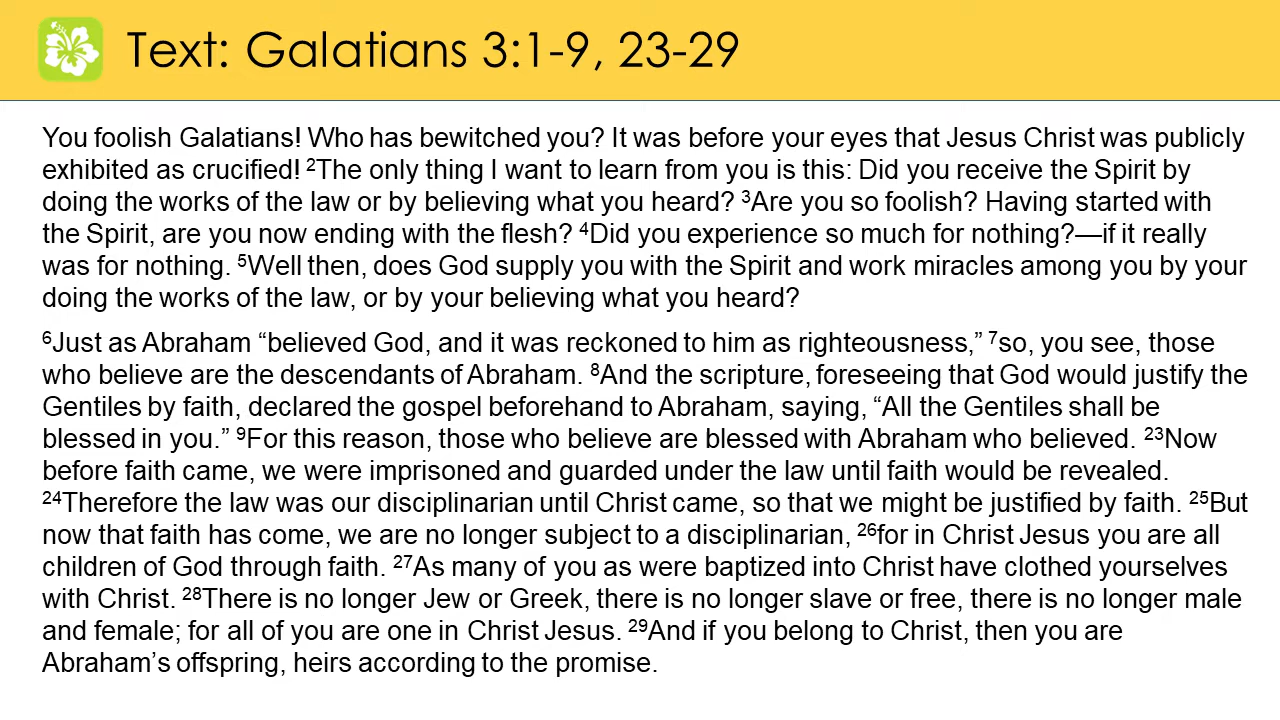 Text: Galatians 3:1-9, 23-29
You foolish Galatians! Who has bewitched you? It was before your eyes that Jesus Christ was publicly
exhibited as crucified! ²The only thing I want to learn from you is this: Did you receive the Spirit by
doing the works of the law or by believing what you heard? ³Are you so foolish? Having started with
the Spirit, are you now ending with the flesh? ⁴Did you experience so much for nothing?—if it really
was for nothing. ⁵Well then, does God supply you with the Spirit and work miracles among you by your
doing the works of the law, or by your believing what you heard?
⁶Just as Abraham “believed God, and it was reckoned to him as righteousness,” ⁷so, you see, those
who believe are the descendants of Abraham. ⁸And the scripture, foreseeing that God would justify the
Gentiles by faith, declared the gospel beforehand to Abraham, saying, “All the Gentiles shall be
blessed in you.” ⁹For this reason, those who believe are blessed with Abraham who believed. ²³Now
before faith came, we were imprisoned and guarded under the law until faith would be revealed.
²⁴Therefore the law was our disciplinarian until Christ came, so that we might be justified by faith. ²⁵But
now that faith has come, we are no longer subject to a disciplinarian, ²⁶for in Christ Jesus you are all
children of God through faith. ²⁷As many of you as were baptized into Christ have clothed yourselves
with Christ. ²⁸There is no longer Jew or Greek, there is no longer slave or free, there is no longer male
and female; for all of you are one in Christ Jesus. ²⁹And if you belong to Christ, then you are
Abraham’s offspring, heirs according to the promise.